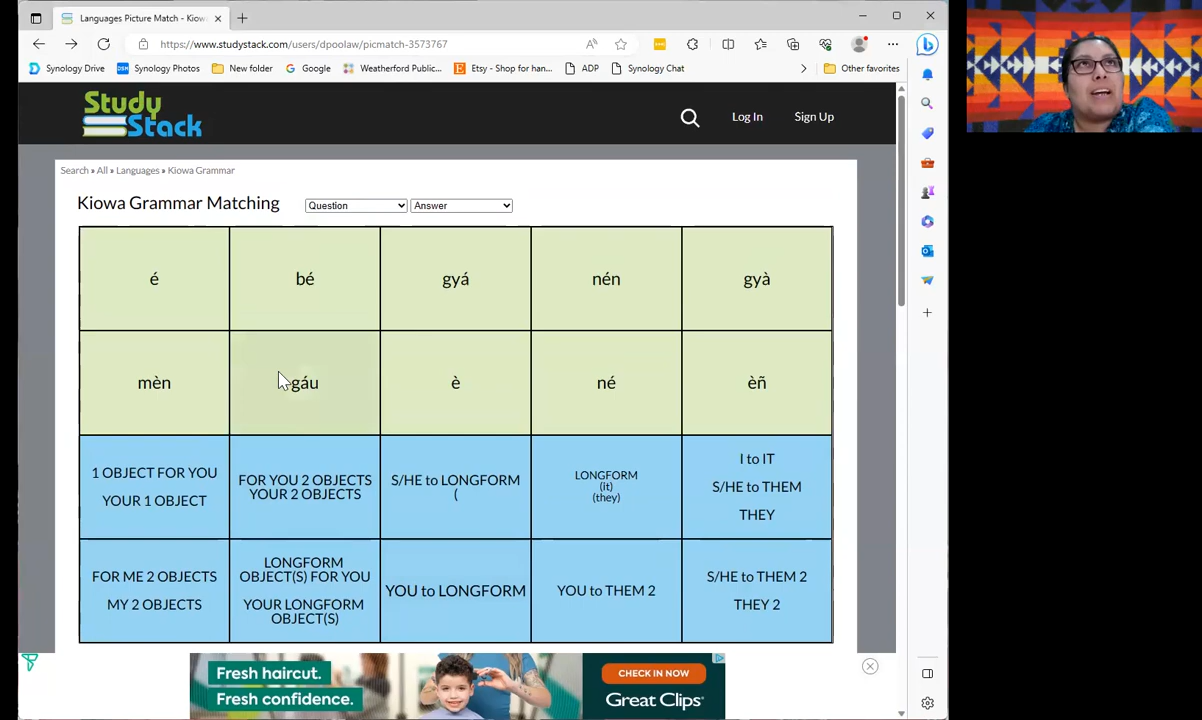 Languages Picture Match - Kiow
https://www.studystack.com/users/dpoolaw/picmatch-3573767
Synology Drive
Synology Photos
New folder
Google
Weatherford Public...
Etsy - Shop for han...
ADP
Synology Chat
Other favorites
Study
Stack
Log In
Sign Up
Search » All » Languages » Kiowa Grammar
Kiowa Grammar Matching
Question
Answer
é
bé
gyá
nén
gyà
mèn
gáu
è
né
èñ
1 OBJECT FOR YOU
YOUR 1 OBJECT
FOR YOU 2 OBJECTS
YOUR 2 OBJECTS
S/HE to LONGFORM
(
LONGFORM
(it)
(they)
I to IT
S/HE to THEM
THEY
FOR ME 2 OBJECTS
MY 2 OBJECTS
LONGFORM
OBJECT(S) FOR YOU
YOUR LONGFORM
OBJECT(S)
YOU to LONGFORM
YOU to THEM 2
S/HE to THEM 2
THEY 2
Fresh haircut.
Fresh confidence.
CHECK IN NOW
Great Clips